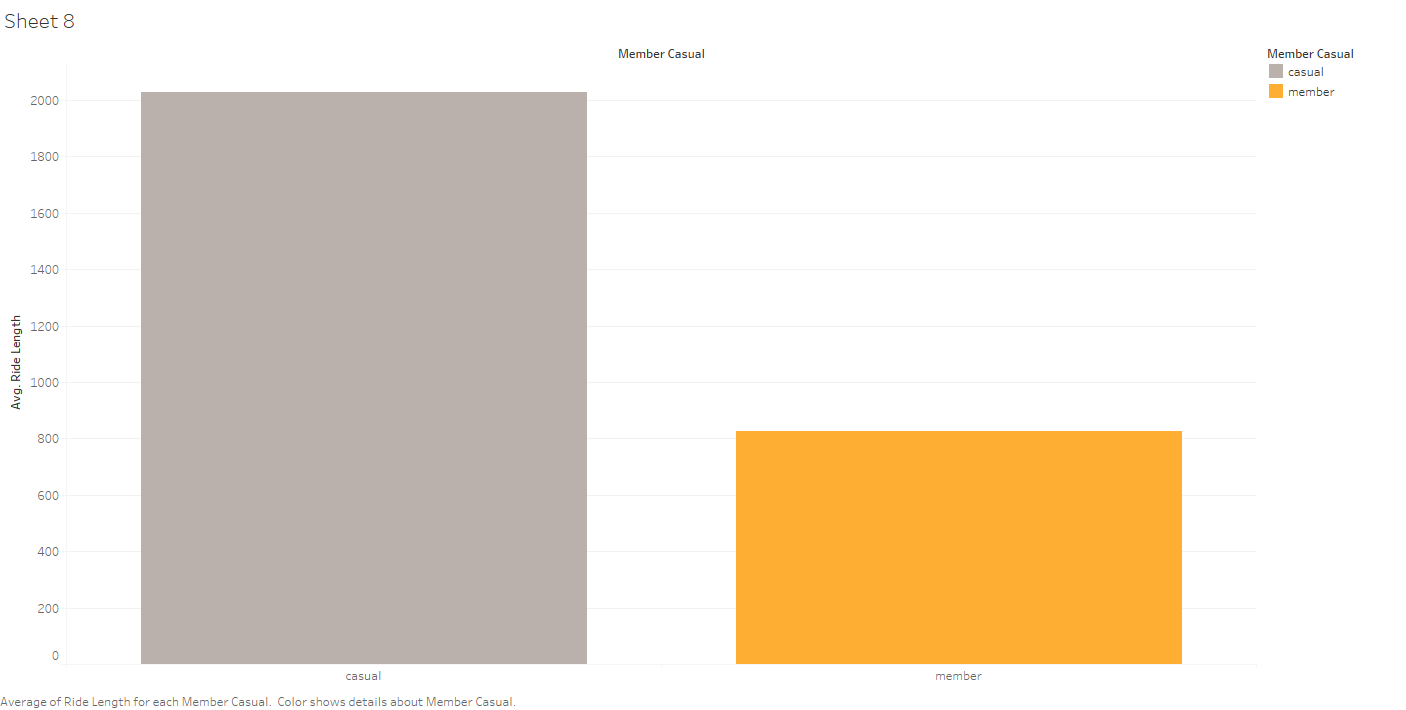 Sheet 8
Member Casual
Member Casual
casual
member
2000
1800
1600
1400
1200
1000
800
600
400
200
0
Avg. Ride Length
casual
member
Average of Ride Length for each Member Casual.  Color shows details about Member Casual.